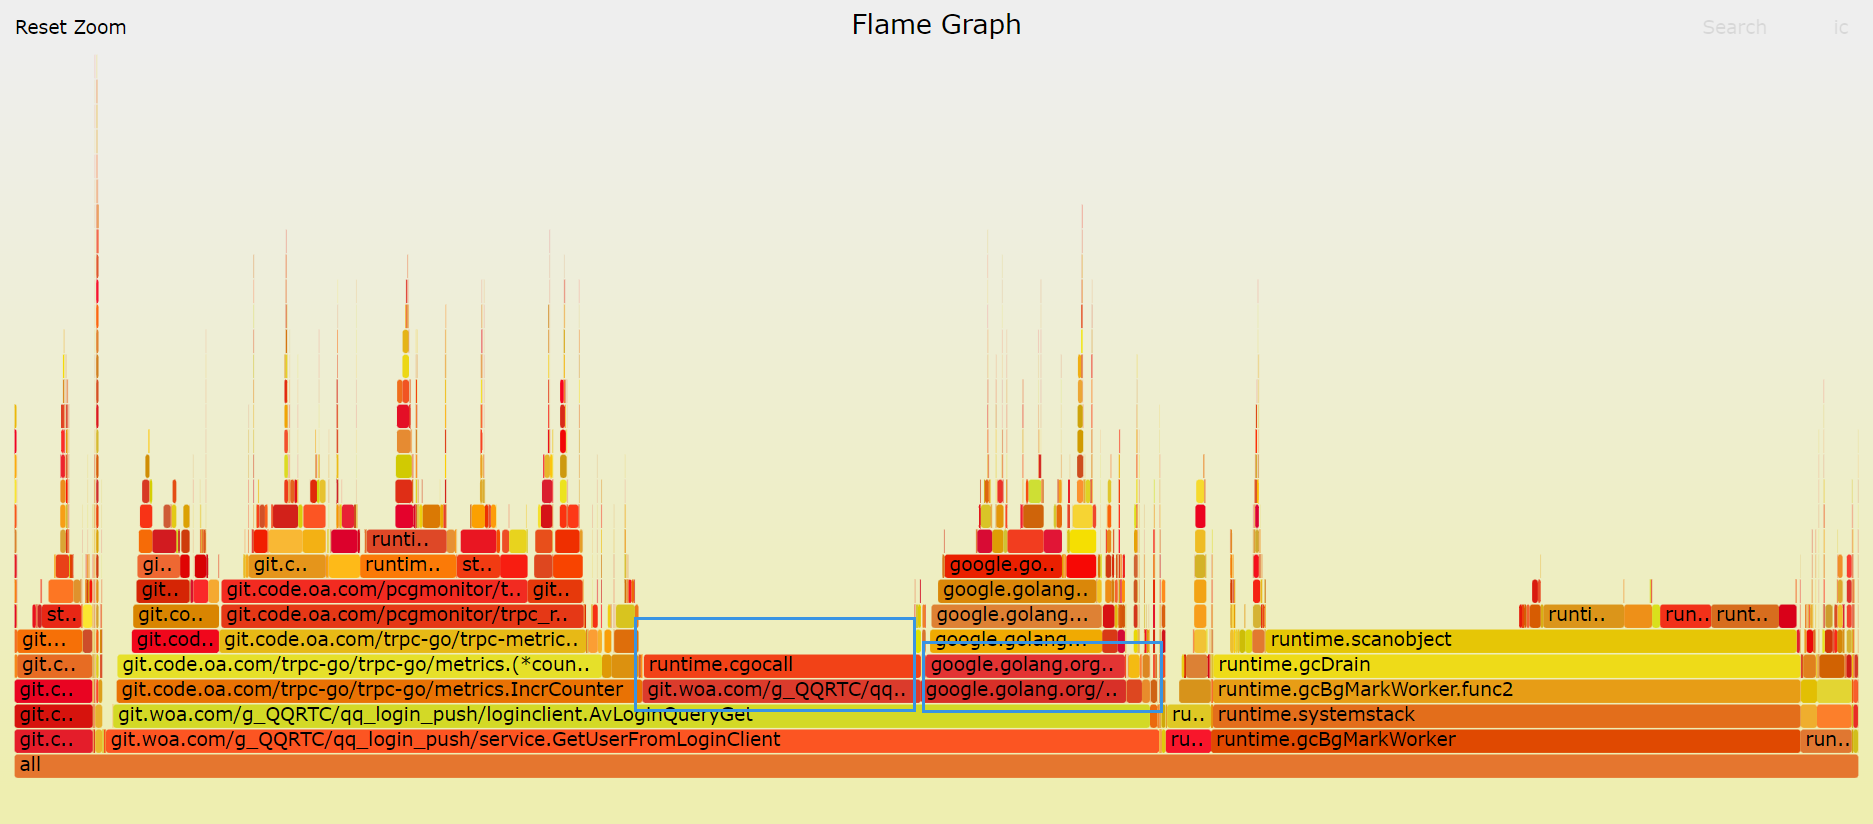 Reset Zoom
Flame Graph
Search
ic
runti..
gi..
git.c..
runtim..
st..
google.go..
git..
git.code.oa.com/pcgmonitor/t..
git..
google.golang..
st..
git.co..
git.code.oa.com/pcgmonitor/trpc_r..
google.golang...
runti..
run..
runt..
git...
git.cod..
git.code.oa.com/trpc-go/trpc-metric..
google.golang...
runtime.scanobject
git.c..
git.code.oa.com/trpc-go/trpc-go/metrics.(*coun..
runtime.cgocall
google.golang.org..
runtime.gcDrain
git.c..
git.code.oa.com/trpc-go/trpc-go/metrics.IncrCounter
git.woa.com/g_QQRTC/qq..
google.golang.org/..
runtime.gcBgMarkWorker.func2
git.c..
git.woa.com/g_QQRTC/qq_login_push/loginclient.AvLoginQueryGet
ru..
runtime.systemstack
git.c..
git.woa.com/g_QQRTC/qq_login_push/service.GetUserFromLoginClient
ru..
runtime.gcBgMarkWorker
run..
all